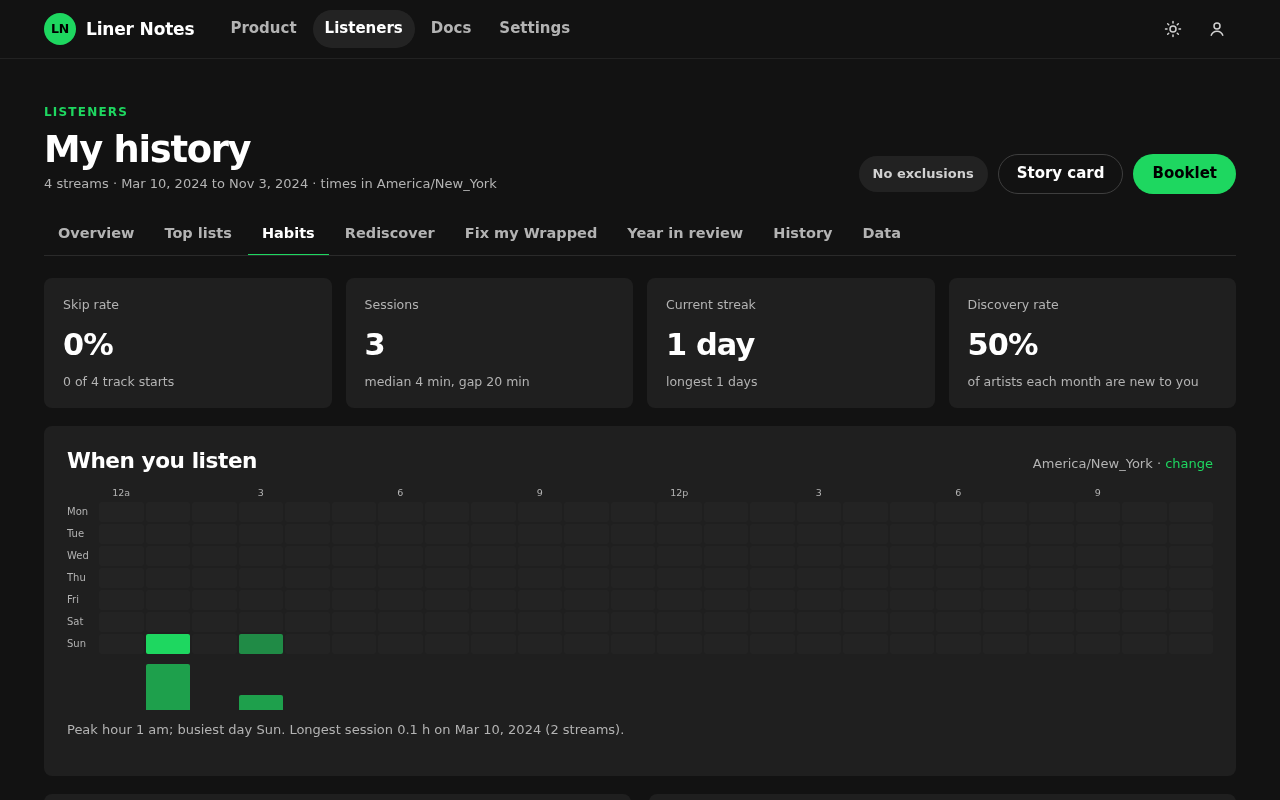 LN Liner Notes Product Listeners Docs Settings
LISTENERS
My history
4 streams · Mar 10, 2024 to Nov 3, 2024 · times in America/New_York
No exclusions Story card Booklet
Overview Top lists Habits Rediscover Fix my Wrapped Year in review History Data
Skip rate
0%
0 of 4 track starts
Sessions
3
median 4 min, gap 20 min
Current streak
1 day
longest 1 days
Discovery rate
50%
of artists each month are new to you
When you listen
America/New_York · change
12a 3 6 9 12p 3 6 9
Mon
Tue
Wed
Thu
Fri
Sat
Sun
Peak hour 1 am; busiest day Sun. Longest session 0.1 h on Mar 10, 2024 (2 streams).